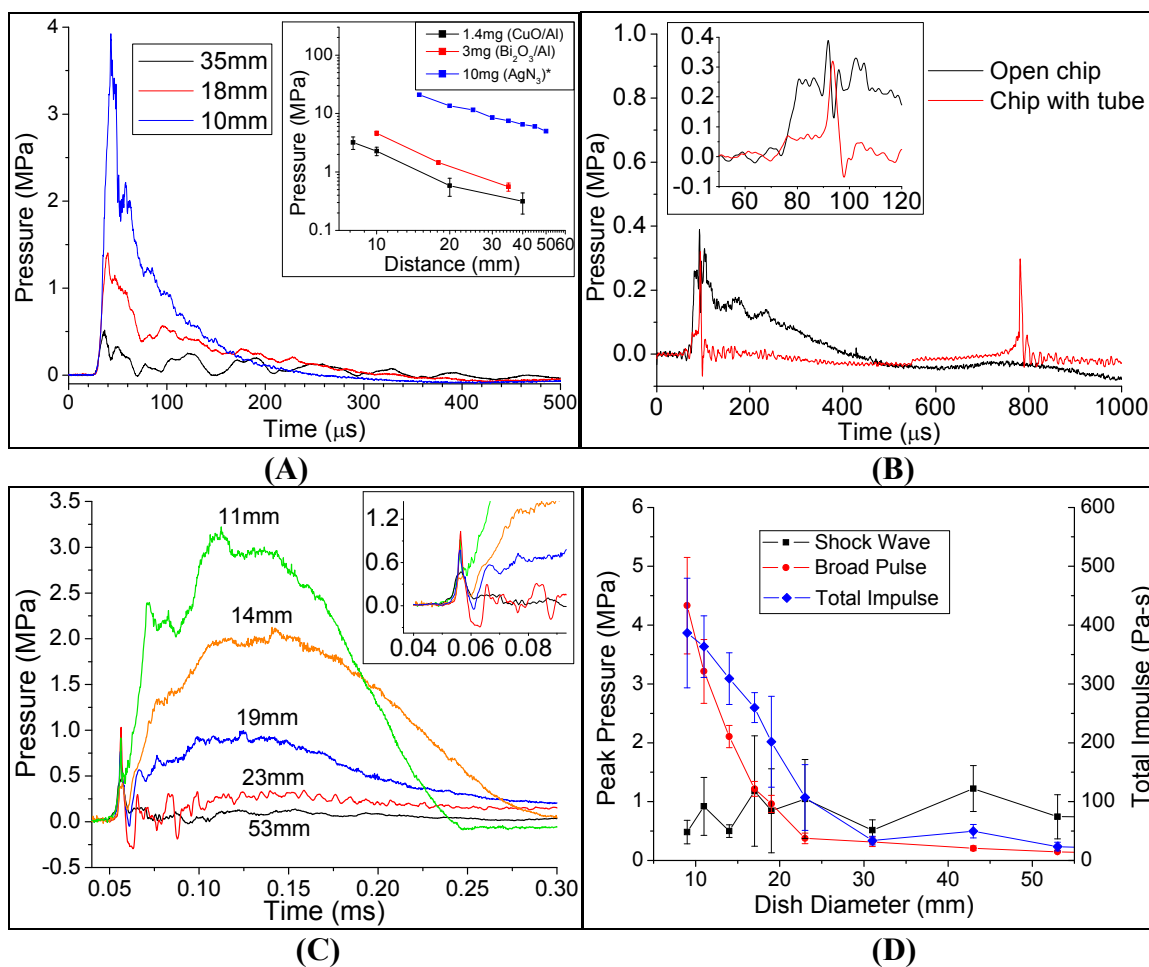 4
3
2
1
0
Pressure (MPa)
35mm
18mm
10mm
100
10
1
0.1
Pressure (MPa)
1.4mg (CuO/Al)
3mg (Bi₂O₃/Al)
10mg (AgN₃)*
10 20 30 40 50 60
Distance (mm)
0 100 200 300 400 500
Time (μs)
(A)
1.0
0.8
0.6
0.4
0.2
0.0
Pressure (MPa)
0.4
0.3
0.2
0.1
0.0
-0.1
60 80 100 120
Open chip
Chip with tube
0 200 400 600 800 1000
Time (μs)
(B)
3.5
3.0
2.5
2.0
1.5
1.0
0.5
0.0
-0.5
Pressure (MPa)
11mm
14mm
19mm
23mm
53mm
1.2
0.6
0.0
0.04 0.06 0.08
0.05 0.10 0.15 0.20 0.25 0.30
Time (ms)
(C)
6
5
4
3
2
1
0
Peak Pressure (MPa)
Shock Wave
Broad Pulse
Total Impulse
600
500
400
300
200
100
0
Total Impulse (Pa-s)
10 20 30 40 50
Dish Diameter (mm)
(D)